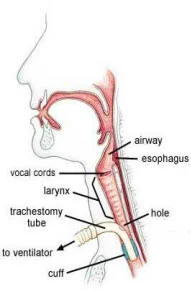 airway
esophagus
vocal cords
larynx
trachestomy
tube
hole
to ventilator
cuff